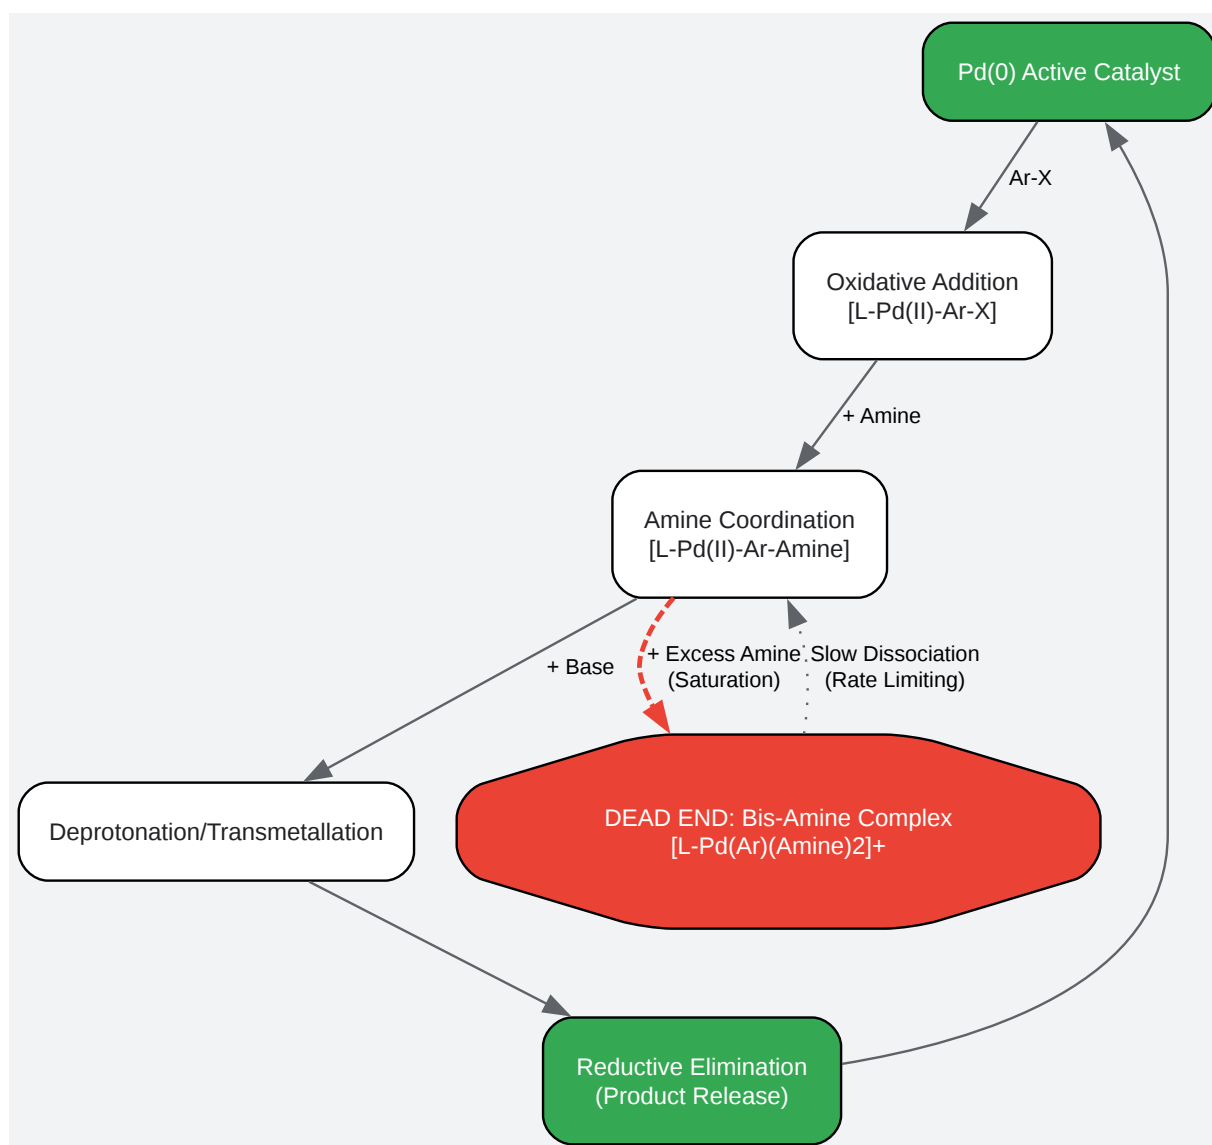 Pd(0) Active Catalyst
Ar-X
Oxidative Addition
[L-Pd(II)-Ar-X]
+ Amine
Amine Coordination
[L-Pd(II)-Ar-Amine]
+ Base
+ Excess Amine
(Saturation)
Slow Dissociation
(Rate Limiting)
Deprotonation/Transmetallation
DEAD END: Bis-Amine Complex
[L-Pd(Ar)(Amine)2]+
Reductive Elimination
(Product Release)